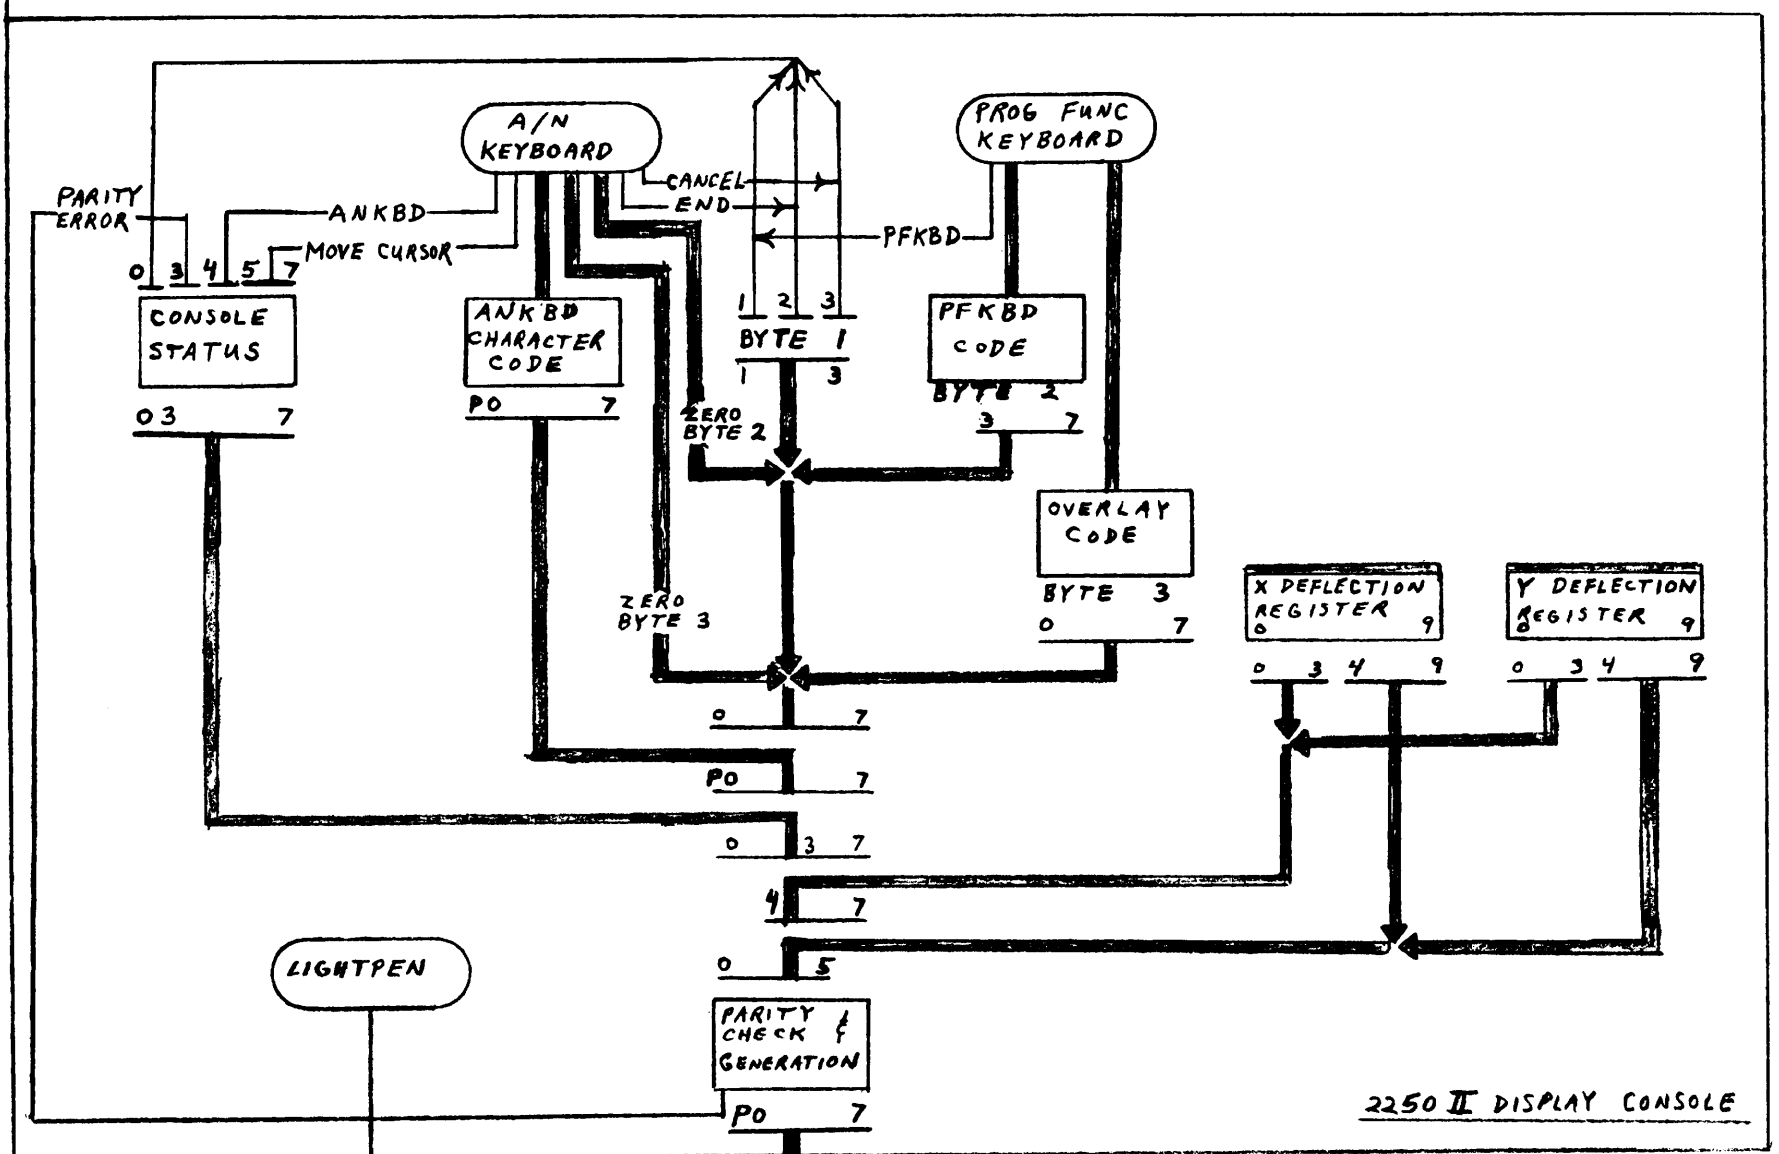 A/N
KEYBOARD
PROG FUNC
KEYBOARD
CANCEL
END
PARITY
ERROR
ANKBD
PFKBD
MOVE CURSOR
0 3 4 5 7
CONSOLE
STATUS
0 3 7
ANKBD
CHARACTER
CODE
P0 7
1 2 3
BYTE 1
1 3
PFKBD
CODE
BYTE 2
3 7
ZERO
BYTE 2
OVERLAY
CODE
BYTE 3
0 7
ZERO
BYTE 3
X DEFLECTION
REGISTER
0 9
0 3 4 9
Y DEFLECTION
REGISTER
0 9
0 3 4 9
0 7
P0 7
0 3 7
4 7
0 5
LIGHTPEN
PARITY
CHECK &
GENERATION
P0 7
2250 II DISPLAY CONSOLE